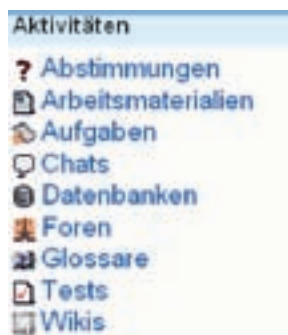 Aktivitäten
Abstimmungen
Arbeitsmaterialien
Aufgaben
Chats
Datenbanken
Foren
Glossare
Tests
Wikis